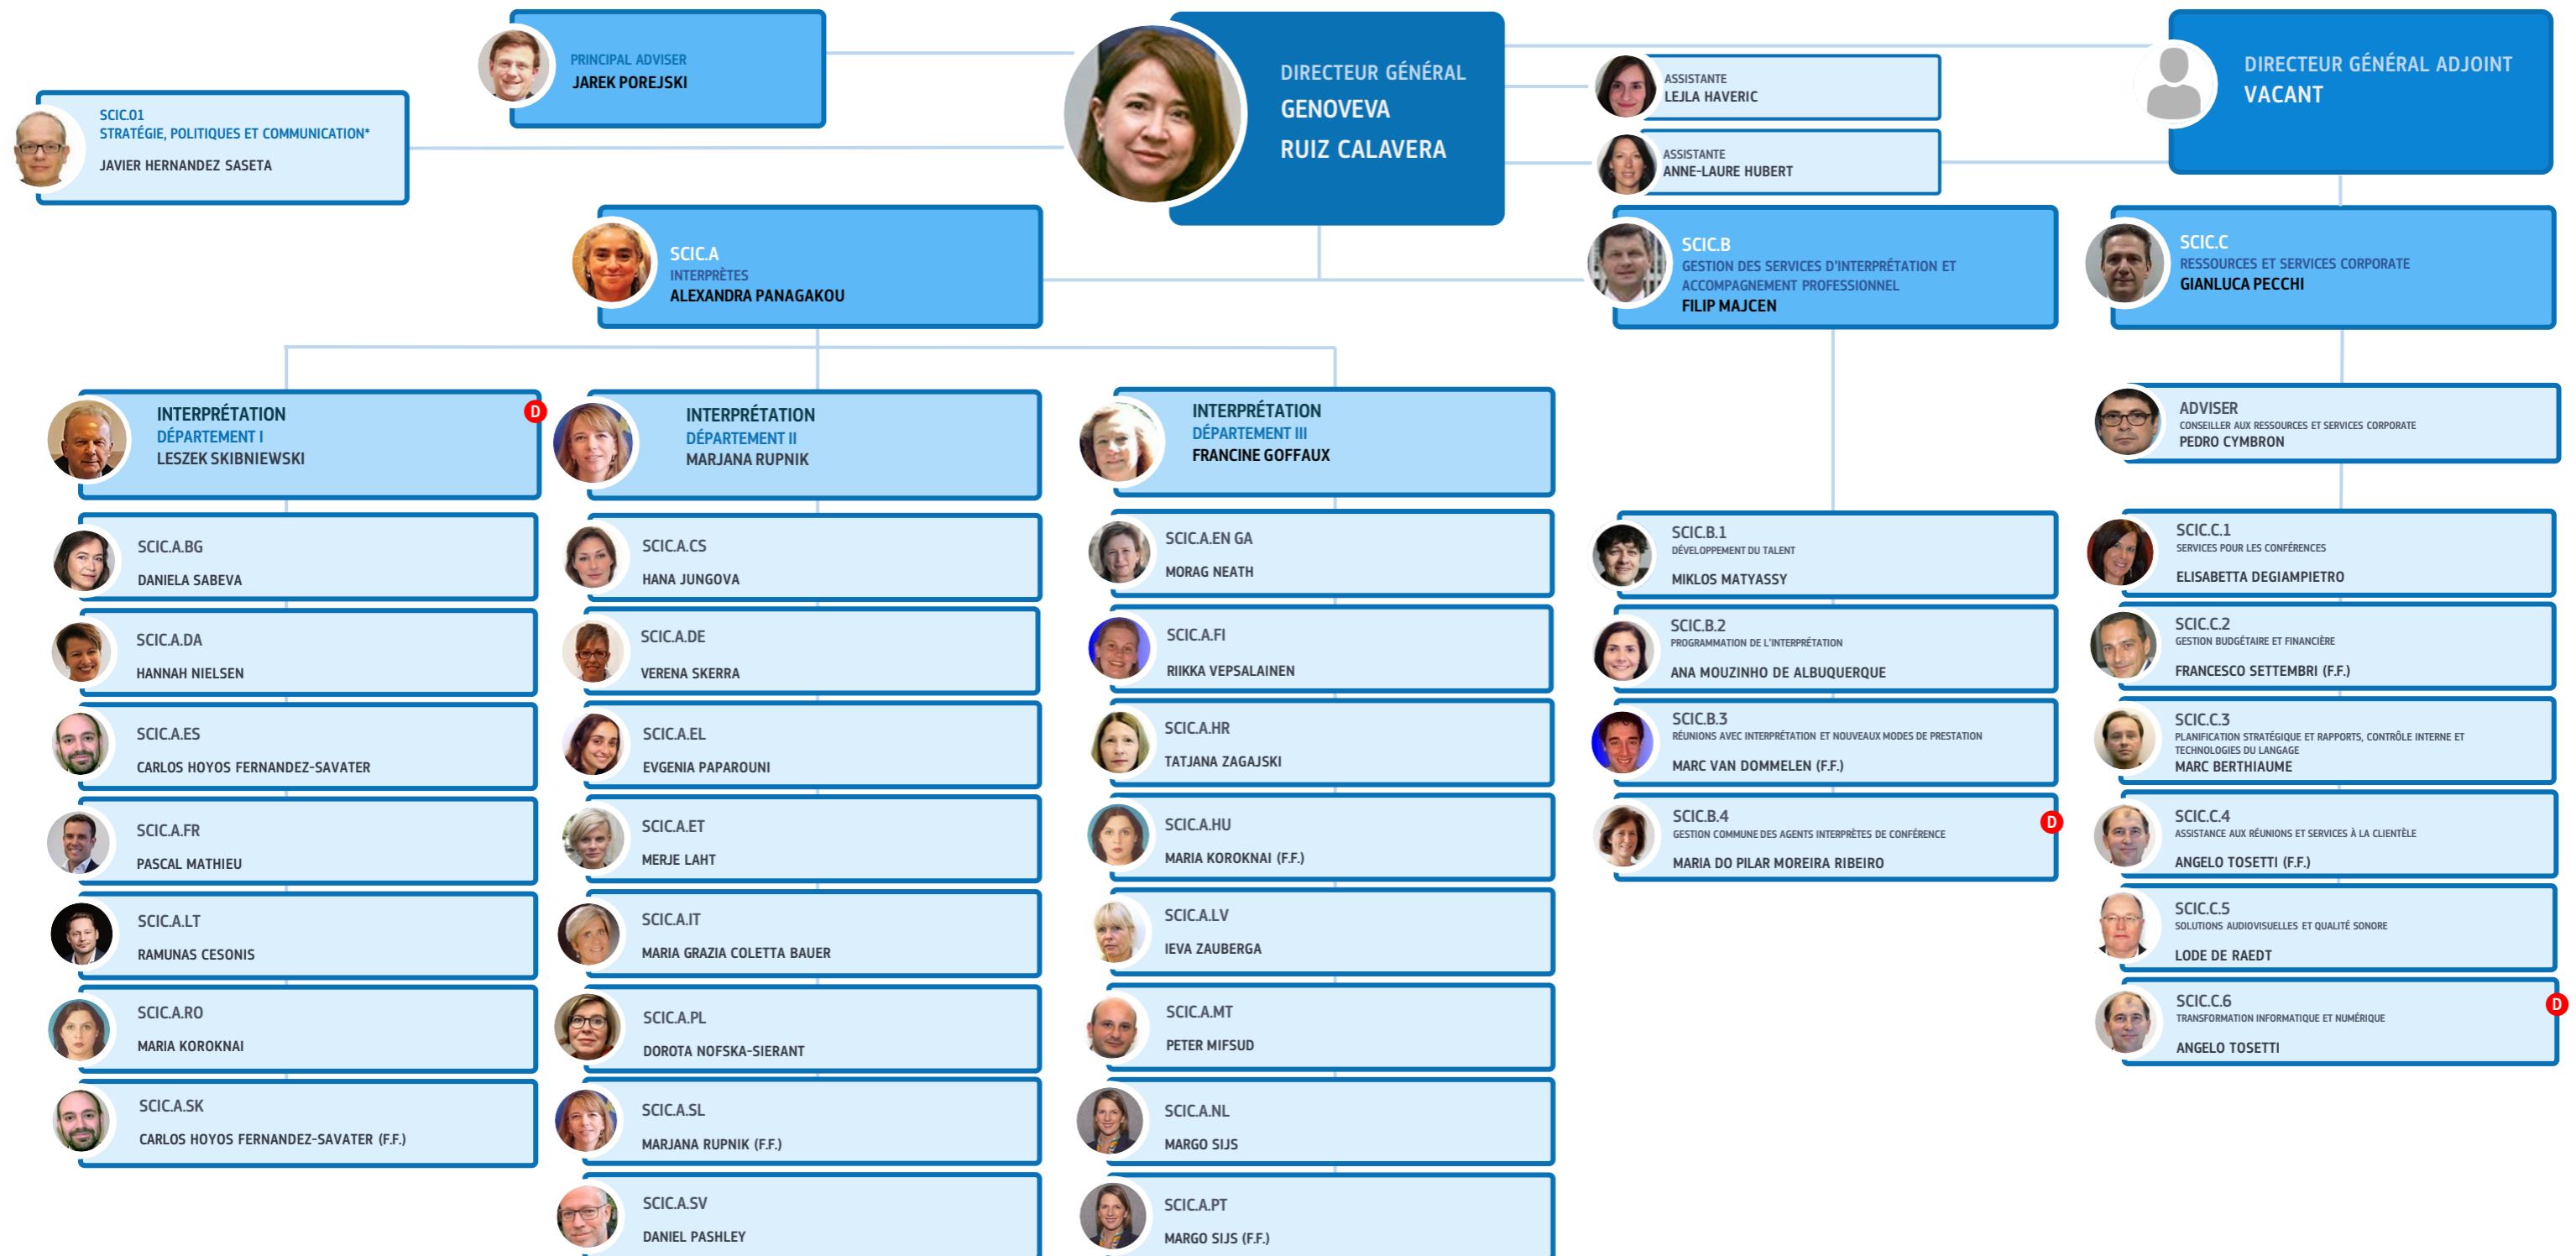 PRINCIPAL ADVISER
JAREK POREJSKI
SCIC.01
STRATÉGIE, POLITIQUES ET COMMUNICATION*
JAVIER HERNANDEZ SASETA
DIRECTEUR GÉNÉRAL
GENOVEVA
RUIZ CALAVERA
ASSISTANTE
LEJLA HAVERIC
ASSISTANTE
ANNE-LAURE HUBERT
DIRECTEUR GÉNÉRAL ADJOINT
VACANT
SCIC.A
INTERPRÈTES
ALEXANDRA PANAGAKOU
SCIC.B
GESTION DES SERVICES D'INTERPRÉTATION ET
ACCOMPAGNEMENT PROFESSIONNEL
FILIP MAJCEN
SCIC.C
RESSOURCES ET SERVICES CORPORATE
GIANLUCA PECCHI
INTERPRÉTATION
DÉPARTEMENT I
LESZEK SKIBNIEWSKI
D
SCIC.A.BG
DANIELA SABEVA
SCIC.A.DA
HANNAH NIELSEN
SCIC.A.ES
CARLOS HOYOS FERNANDEZ-SAVATER
SCIC.A.FR
PASCAL MATHIEU
SCIC.A.LT
RAMUNAS CESONIS
SCIC.A.RO
MARIA KOROKNAI
SCIC.A.SK
CARLOS HOYOS FERNANDEZ-SAVATER (F.F.)
INTERPRÉTATION
DÉPARTEMENT II
MARJANA RUPNIK
SCIC.A.CS
HANA JUNGOVA
SCIC.A.DE
VERENA SKERRA
SCIC.A.EL
EVGENIA PAPAROUNI
SCIC.A.ET
MERJE LAHT
SCIC.A.IT
MARIA GRAZIA COLETTA BAUER
SCIC.A.PL
DOROTA NOFSKA-SIERANT
SCIC.A.SL
MARJANA RUPNIK (F.F.)
SCIC.A.SV
DANIEL PASHLEY
INTERPRÉTATION
DÉPARTEMENT III
FRANCINE GOFFAUX
SCIC.A.EN GA
MORAG NEATH
SCIC.A.FI
RIIKKA VEPSALAINEN
SCIC.A.HR
TATJANA ZAGAJSKI
SCIC.A.HU
MARIA KOROKNAI (F.F.)
SCIC.A.LV
IEVA ZAUBERGA
SCIC.A.MT
PETER MIFSUD
SCIC.A.NL
MARGO SIJS
SCIC.A.PT
MARGO SIJS (F.F.)
SCIC.B.1
DÉVELOPPEMENT DU TALENT
MIKLOS MATYASSY
SCIC.B.2
PROGRAMMATION DE L'INTERPRÉTATION
ANA MOUZINHO DE ALBUQUERQUE
SCIC.B.3
RÉUNIONS AVEC INTERPRÉTATION ET NOUVEAUX MODES DE PRESTATION
MARC VAN DOMMELEN (F.F.)
SCIC.B.4
GESTION COMMUNE DES AGENTS INTERPRÈTES DE CONFÉRENCE
MARIA DO PILAR MOREIRA RIBEIRO
D
ADVISER
CONSEILLER AUX RESSOURCES ET SERVICES CORPORATE
PEDRO CYMBRON
SCIC.C.1
SERVICES POUR LES CONFÉRENCES
ELISABETTA DEGIAMPIETRO
SCIC.C.2
GESTION BUDGÉTAIRE ET FINANCIÈRE
FRANCESCO SETTEMBRI (F.F.)
SCIC.C.3
PLANIFICATION STRATÉGIQUE ET RAPPORTS, CONTRÔLE INTERNE ET
TECHNOLOGIES DU LANGAGE
MARC BERTHIAUME
SCIC.C.4
ASSISTANCE AUX RÉUNIONS ET SERVICES À LA CLIENTÈLE
ANGELO TOSETTI (F.F.)
SCIC.C.5
SOLUTIONS AUDIOVISUELLES ET QUALITÉ SONORE
LODE DE RAEDT
SCIC.C.6
TRANSFORMATION INFORMATIQUE ET NUMÉRIQUE
ANGELO TOSETTI
D